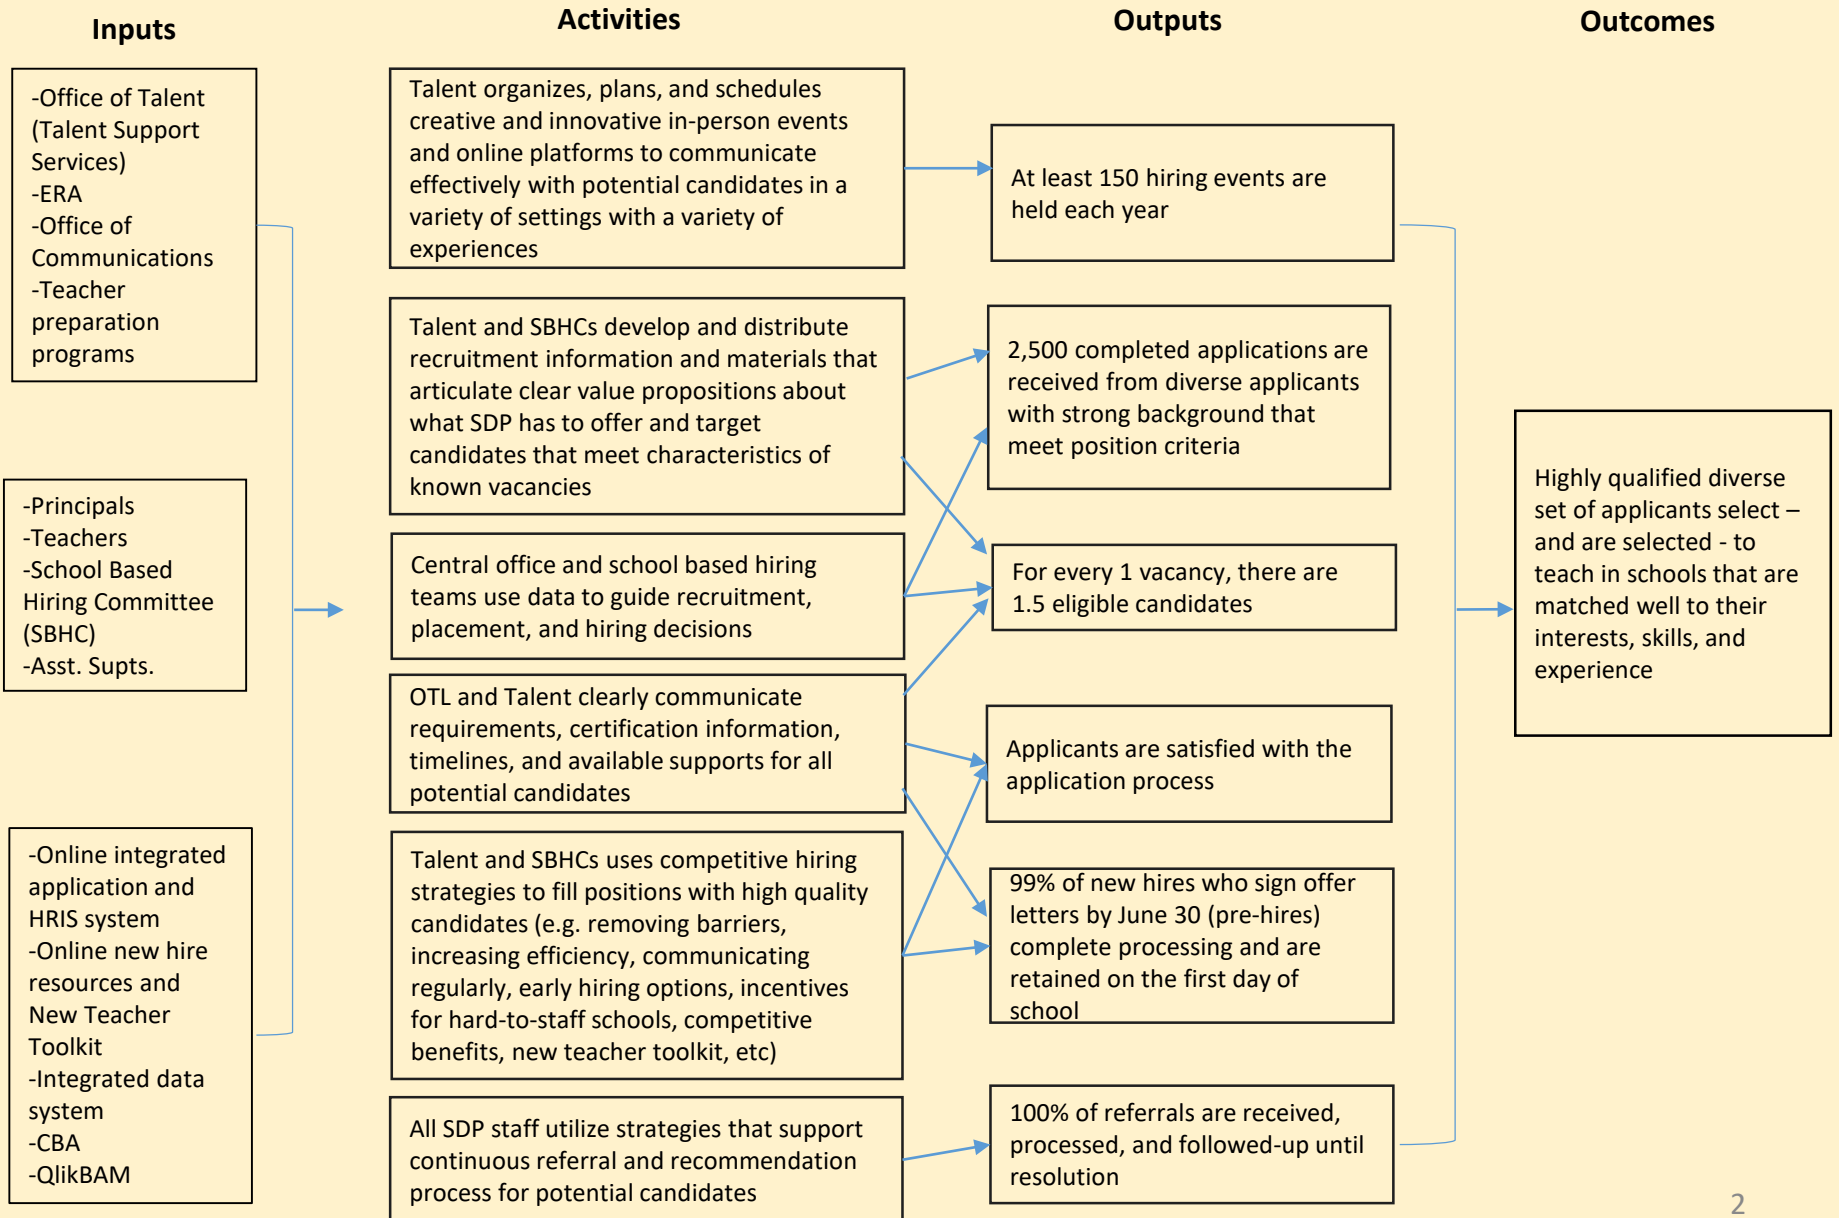 Inputs
Activities
Outputs
Outcomes
-Office of Talent
(Talent Support
Services)
-ERA
-Office of
Communications
-Teacher
preparation
programs
-Principals
-Teachers
-School Based
Hiring Committee
(SBHC)
-Asst. Supts.
-Online integrated
application and
HRIS system
-Online new hire
resources and
New Teacher
Toolkit
-Integrated data
system
-CBA
-QlikBAM
Talent organizes, plans, and schedules
creative and innovative in-person events
and online platforms to communicate
effectively with potential candidates in a
variety of settings with a variety of
experiences
Talent and SBHCs develop and distribute
recruitment information and materials that
articulate clear value propositions about
what SDP has to offer and target
candidates that meet characteristics of
known vacancies
Central office and school based hiring
teams use data to guide recruitment,
placement, and hiring decisions
OTL and Talent clearly communicate
requirements, certification information,
timelines, and available supports for all
potential candidates
Talent and SBHCs uses competitive hiring
strategies to fill positions with high quality
candidates (e.g. removing barriers,
increasing efficiency, communicating
regularly, early hiring options, incentives
for hard-to-staff schools, competitive
benefits, new teacher toolkit, etc)
All SDP staff utilize strategies that support
continuous referral and recommendation
process for potential candidates
At least 150 hiring events are
held each year
2,500 completed applications are
received from diverse applicants
with strong background that
meet position criteria
For every 1 vacancy, there are
1.5 eligible candidates
Applicants are satisfied with the
application process
99% of new hires who sign offer
letters by June 30 (pre-hires)
complete processing and are
retained on the first day of
school
100% of referrals are received,
processed, and followed-up until
resolution
Highly qualified diverse
set of applicants select –
and are selected - to
teach in schools that are
matched well to their
interests, skills, and
experience
2